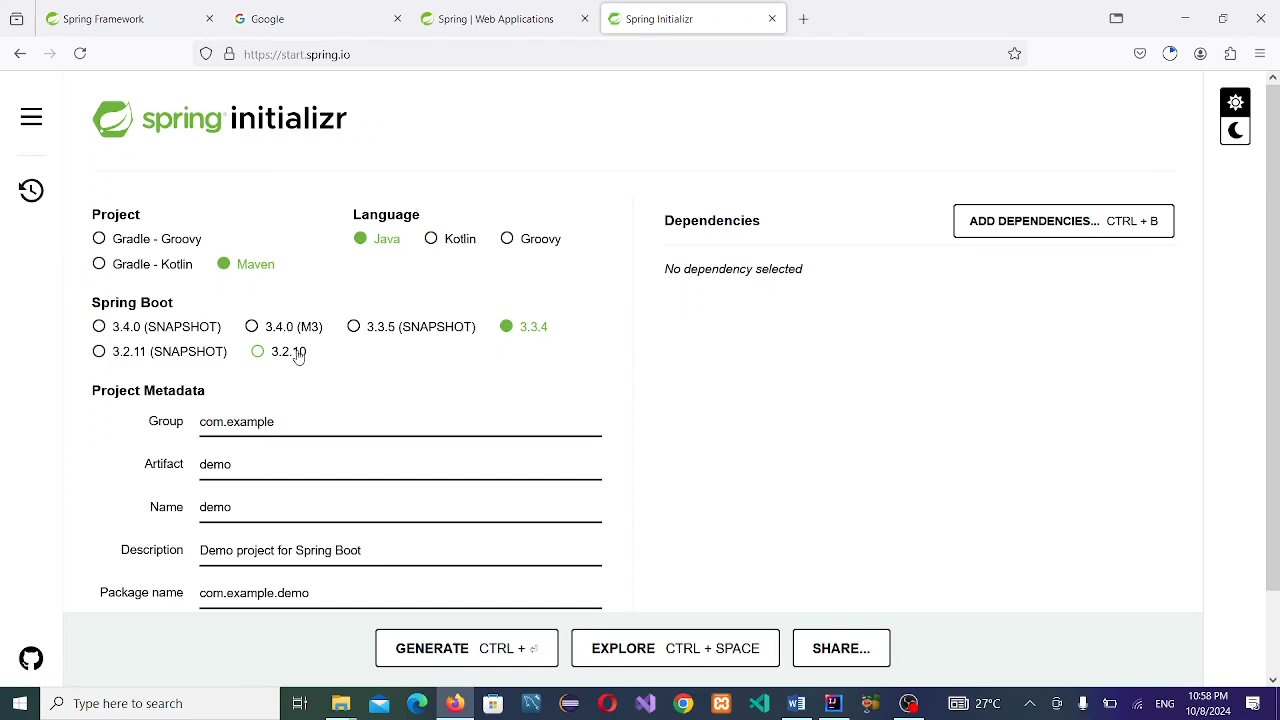 Spring Framework
Google
Spring | Web Applications
Spring Initializr
https://start.spring.io
spring initializr
Project
Language
Gradle - Groovy
Java
Kotlin
Groovy
Gradle - Kotlin
Maven
Spring Boot
3.4.0 (SNAPSHOT)
3.4.0 (M3)
3.3.5 (SNAPSHOT)
3.3.4
3.2.11 (SNAPSHOT)
3.2.10
Project Metadata
Group
com.example
Artifact
demo
Name
demo
Description
Demo project for Spring Boot
Package name
com.example.demo
Dependencies
ADD DEPENDENCIES... CTRL + B
No dependency selected
GENERATE CTRL + ⏎
EXPLORE CTRL + SPACE
SHARE...
Type here to search
27°C
ENG
10:58 PM
10/8/2024